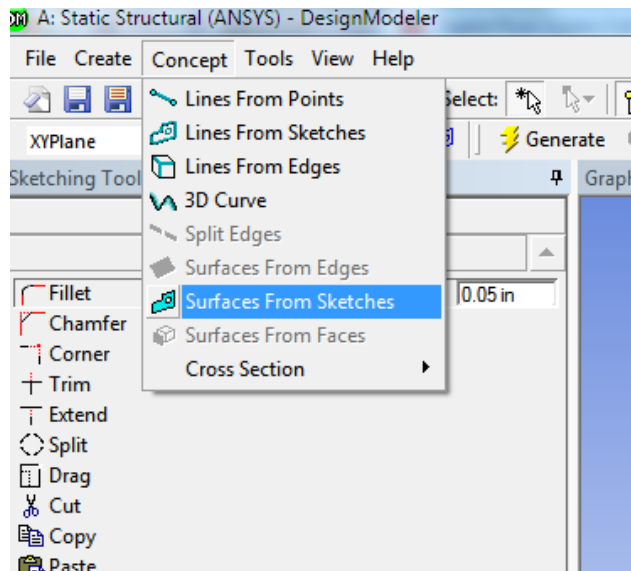 A: Static Structural (ANSYS) - DesignModeler
File Create Concept Tools View Help
Select:
XYPlane
Generate
Sketching Tool
Graph
Lines From Points
Lines From Sketches
Lines From Edges
3D Curve
Split Edges
Surfaces From Edges
Surfaces From Sketches
Surfaces From Faces
Cross Section
Fillet
0.05 in
Chamfer
Corner
Trim
Extend
Split
Drag
Cut
Copy
Paste